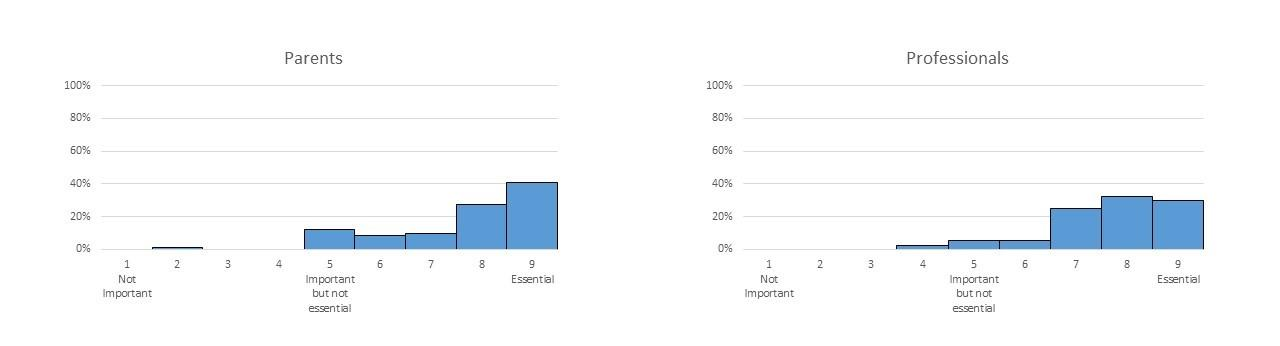 Parents
100%
80%
60%
40%
20%
0%
1 2 3 4 5 6 7 8 9
Not Important Essential
Important but not
essential
Professionals
100%
80%
60%
40%
20%
0%
1 2 3 4 5 6 7 8 9
Not Important Essential
Important but not
essential